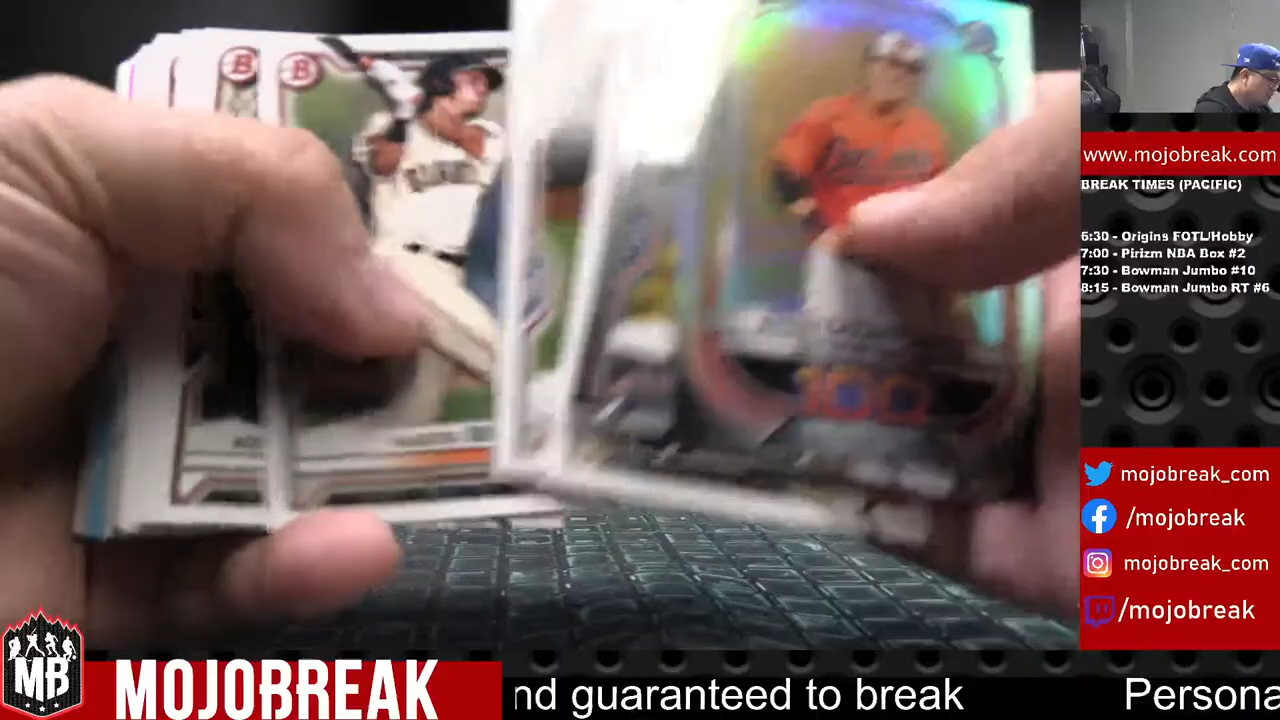 B
B
100
www.mojobreak.com
BREAK TIMES (PACIFIC)
5:30 - Origins FOTL/Hobby
7:00 - Pirizm NBA Box #2
7:30 - Bowman Jumbo #10
8:15 - Bowman Jumbo RT #6
mojobreak_com
/mojobreak
mojobreak_com
/mojobreak
MB
MOJOBREAK
nd guaranteed to break
Persona